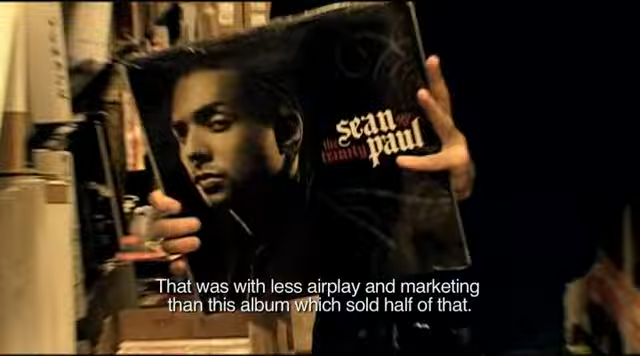 sean
the paul
trinity
That was with less airplay and marketing
than this album which sold half of that.